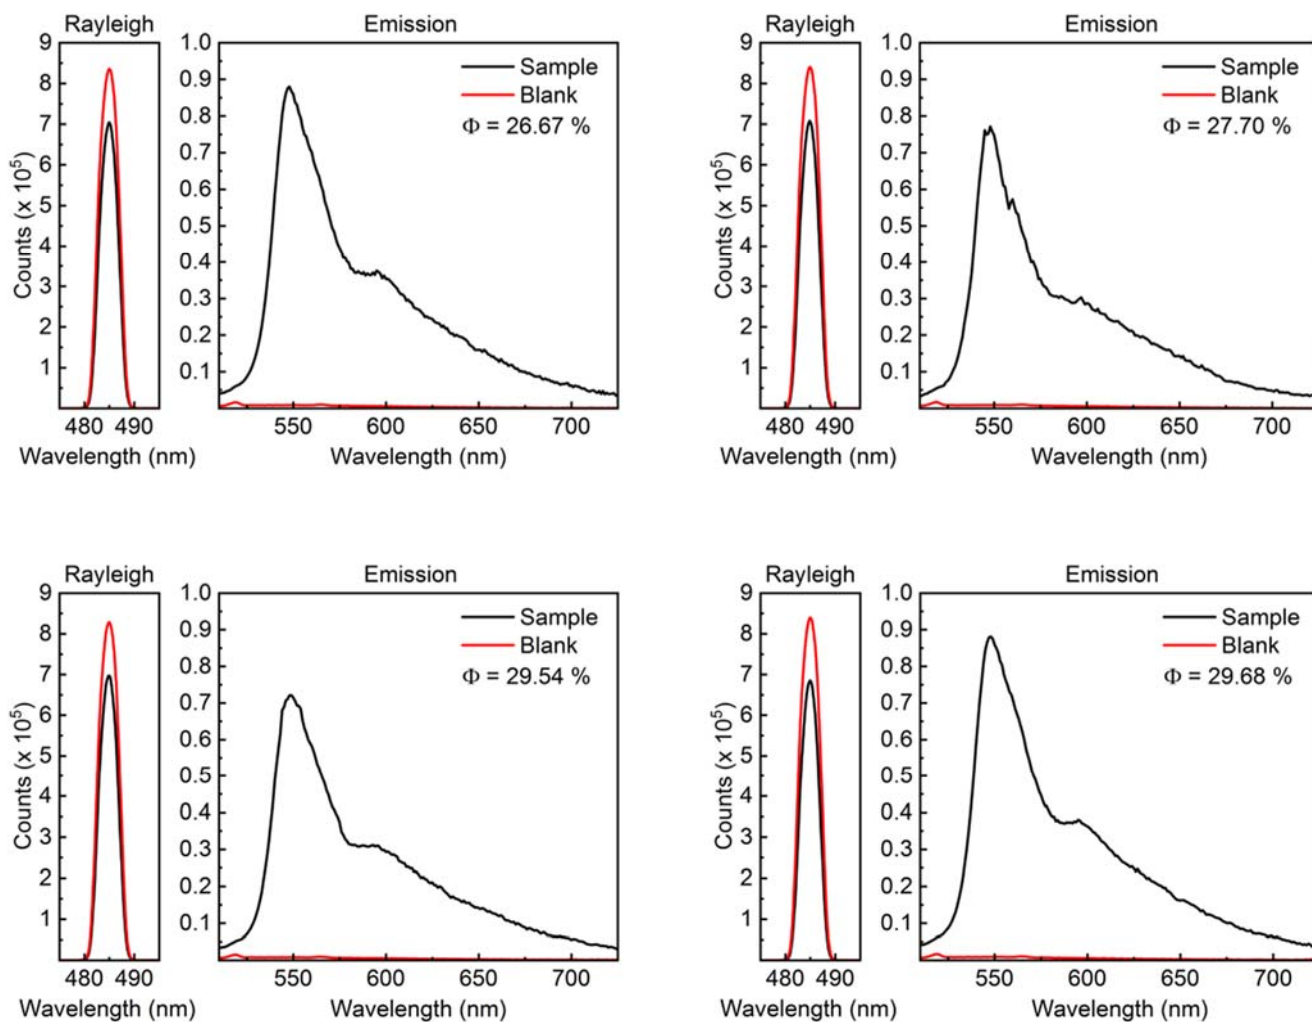 Rayleigh
Emission
Counts (x 10⁵)
9
8
7
6
5
4
3
2
1
480 490
Wavelength (nm)
1.0
0.9
0.8
0.7
0.6
0.5
0.4
0.3
0.2
0.1
550 600 650 700
Wavelength (nm)
Sample
Blank
Φ = 26.67 %
Rayleigh
Emission
Counts (x 10⁵)
9
8
7
6
5
4
3
2
1
480 490
Wavelength (nm)
1.0
0.9
0.8
0.7
0.6
0.5
0.4
0.3
0.2
0.1
550 600 650 700
Wavelength (nm)
Sample
Blank
Φ = 27.70 %
Rayleigh
Emission
Counts (x 10⁵)
9
8
7
6
5
4
3
2
1
480 490
Wavelength (nm)
1.0
0.9
0.8
0.7
0.6
0.5
0.4
0.3
0.2
0.1
550 600 650 700
Wavelength (nm)
Sample
Blank
Φ = 29.54 %
Rayleigh
Emission
Counts (x 10⁵)
9
8
7
6
5
4
3
2
1
480 490
Wavelength (nm)
1.0
0.9
0.8
0.7
0.6
0.5
0.4
0.3
0.2
0.1
550 600 650 700
Wavelength (nm)
Sample
Blank
Φ = 29.68 %